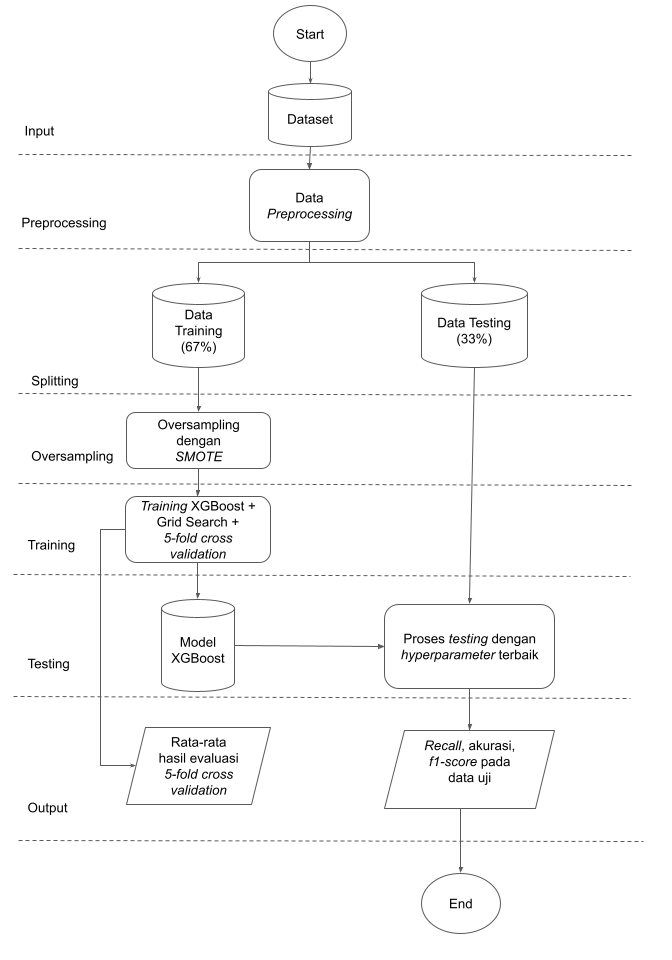 Start
Dataset
Input
Data
Preprocessing
Preprocessing
Data
Training
(67%)
Data Testing
(33%)
Splitting
Oversampling
dengan
SMOTE
Oversampling
Training XGBoost +
Grid Search +
5-fold cross
validation
Training
Model
XGBoost
Proses testing dengan
hyperparameter terbaik
Testing
Rata-rata
hasil evaluasi
5-fold cross
validation
Recall, akurasi,
f1-score pada
data uji
Output
End